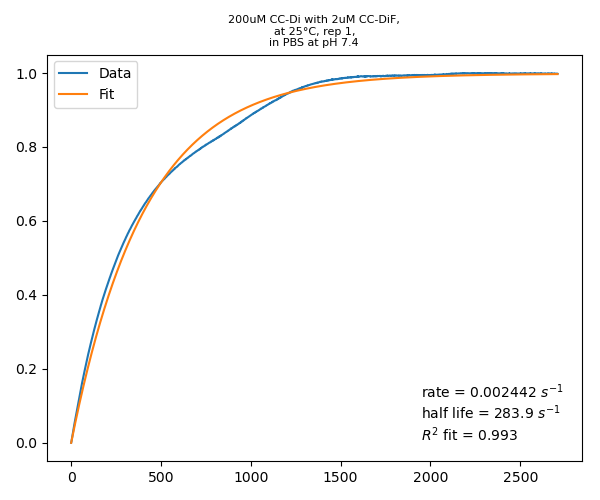 200uM CC-Di with 2uM CC-DiF,
at 25°C, rep 1,
in PBS at pH 7.4
1.0
Data
Fit
0.8
0.6
0.4
0.2
rate = 0.002442 s⁻¹
half life = 283.9 s⁻¹
R² fit = 0.993
0.0
0 500 1000 1500 2000 2500